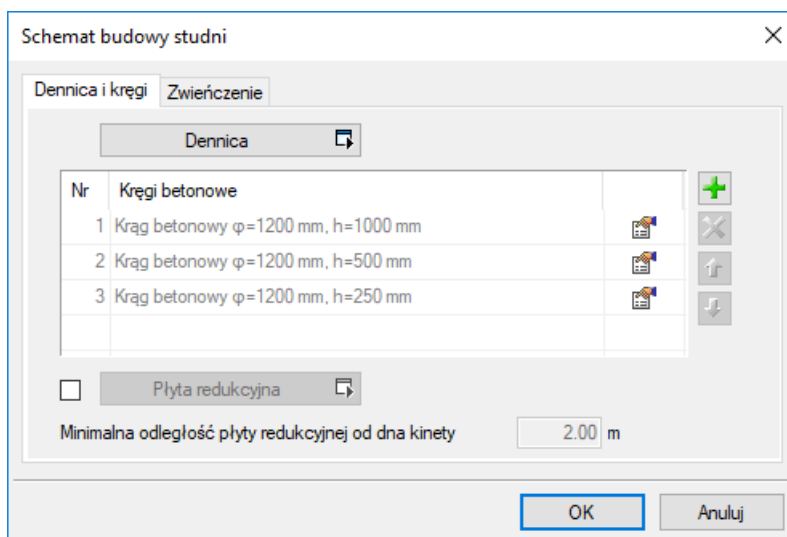 Schemat budowy studni
Dennica i kręgi Zwieńczenie
Dennica
Nr Kręgi betonowe
1 Krąg betonowy φ=1200 mm, h=1000 mm
2 Krąg betonowy φ=1200 mm, h=500 mm
3 Krąg betonowy φ=1200 mm, h=250 mm
Płyta redukcyjna
Minimalna odległość płyty redukcyjnej od dna kinety 2.00 m
OK Anuluj